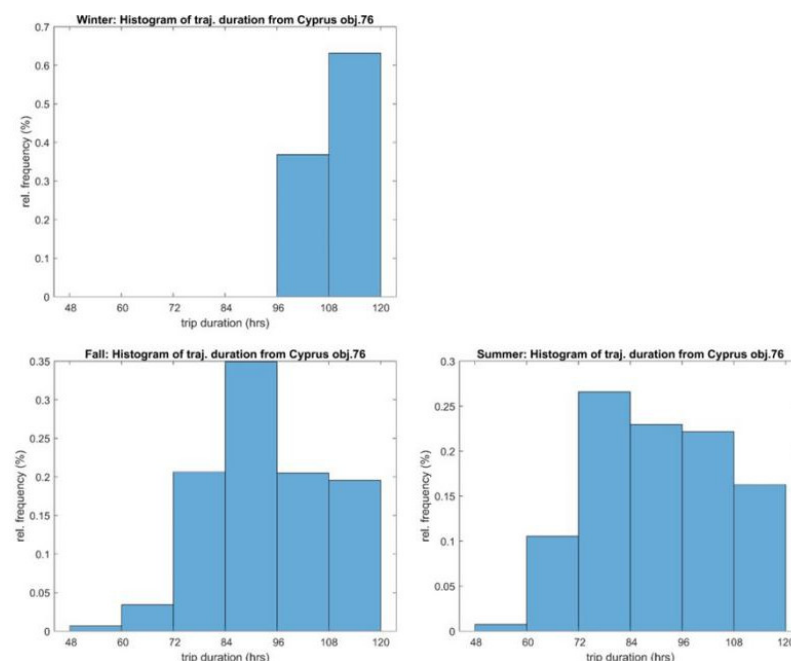 Winter: Histogram of traj. duration from Cyprus obj.76
0.7
0.6
0.5
0.4
0.3
0.2
0.1
0
rel. frequency (%)
48 60 72 84 96 108 120
trip duration (hrs)
Fall: Histogram of traj. duration from Cyprus obj.76
0.35
0.3
0.25
0.2
0.15
0.1
0.05
0
rel. frequency (%)
48 60 72 84 96 108 120
trip duration (hrs)
Summer: Histogram of traj. duration from Cyprus obj.76
0.3
0.25
0.2
0.15
0.1
0.05
0
rel. frequency (%)
48 60 72 84 96 108 120
trip duration (hrs)